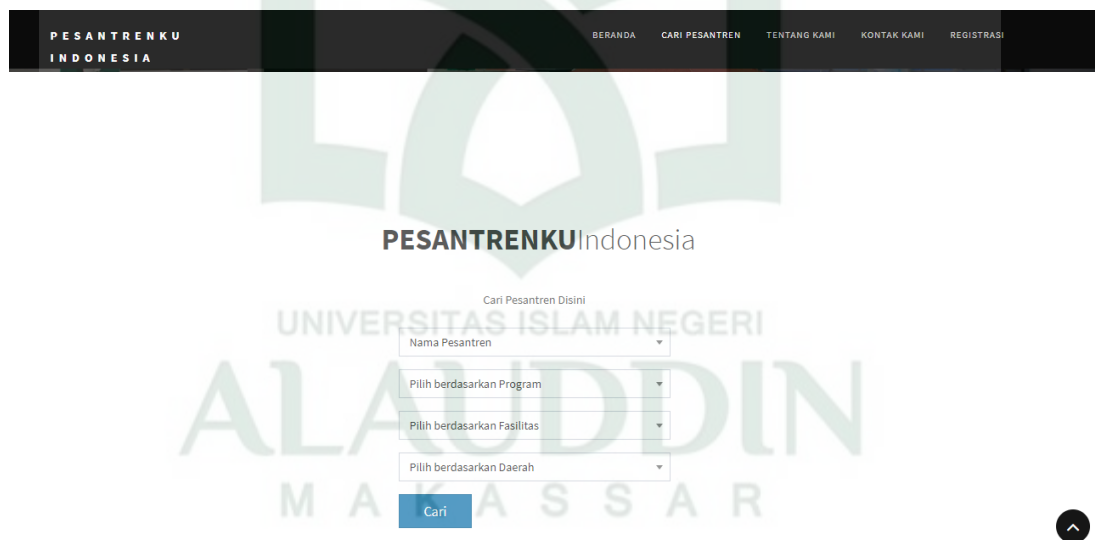 PESANTRENKU
INDONESIA
BERANDA CARI PESANTREN TENTANG KAMI KONTAK KAMI REGISTRASI
PESANTRENKUIndonesia
Cari Pesantren Disini
UNIVERSITAS ISLAM NEGERI
Nama Pesantren
ALAUDDIN
Pilih berdasarkan Program
Pilih berdasarkan Fasilitas
Pilih berdasarkan Daerah
MAKASSAR
Cari